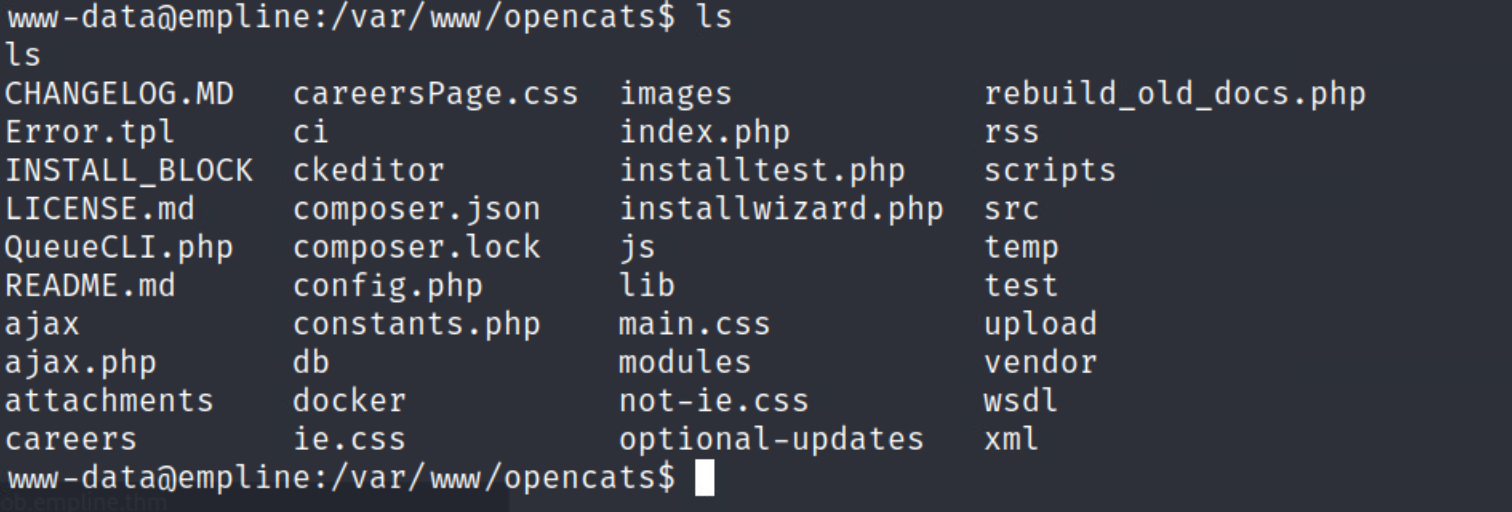 www-data@empline:/var/www/opencats$ ls
ls
CHANGELOG.MD careersPage.css images rebuild_old_docs.php
Error.tpl ci index.php rss
INSTALL_BLOCK ckeditor installtest.php scripts
LICENSE.md composer.json installwizard.php src
QueueCLI.php composer.lock js temp
README.md config.php lib test
ajax constants.php main.css upload
ajax.php db modules vendor
attachments docker not-ie.css wsdl
careers ie.css optional-updates xml
www-data@empline:/var/www/opencats$
ob.empline.thm